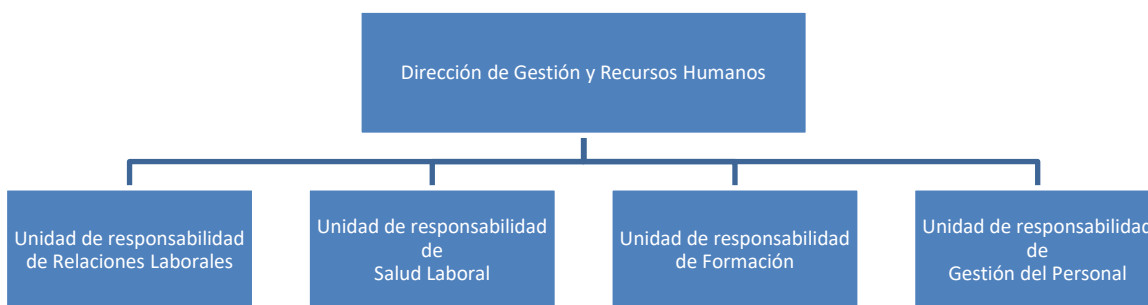 Dirección de Gestión y Recursos Humanos
Unidad de responsabilidad
de Relaciones Laborales
Unidad de responsabilidad
de
Salud Laboral
Unidad de responsabilidad
de Formación
Unidad de responsabilidad
de
Gestión del Personal